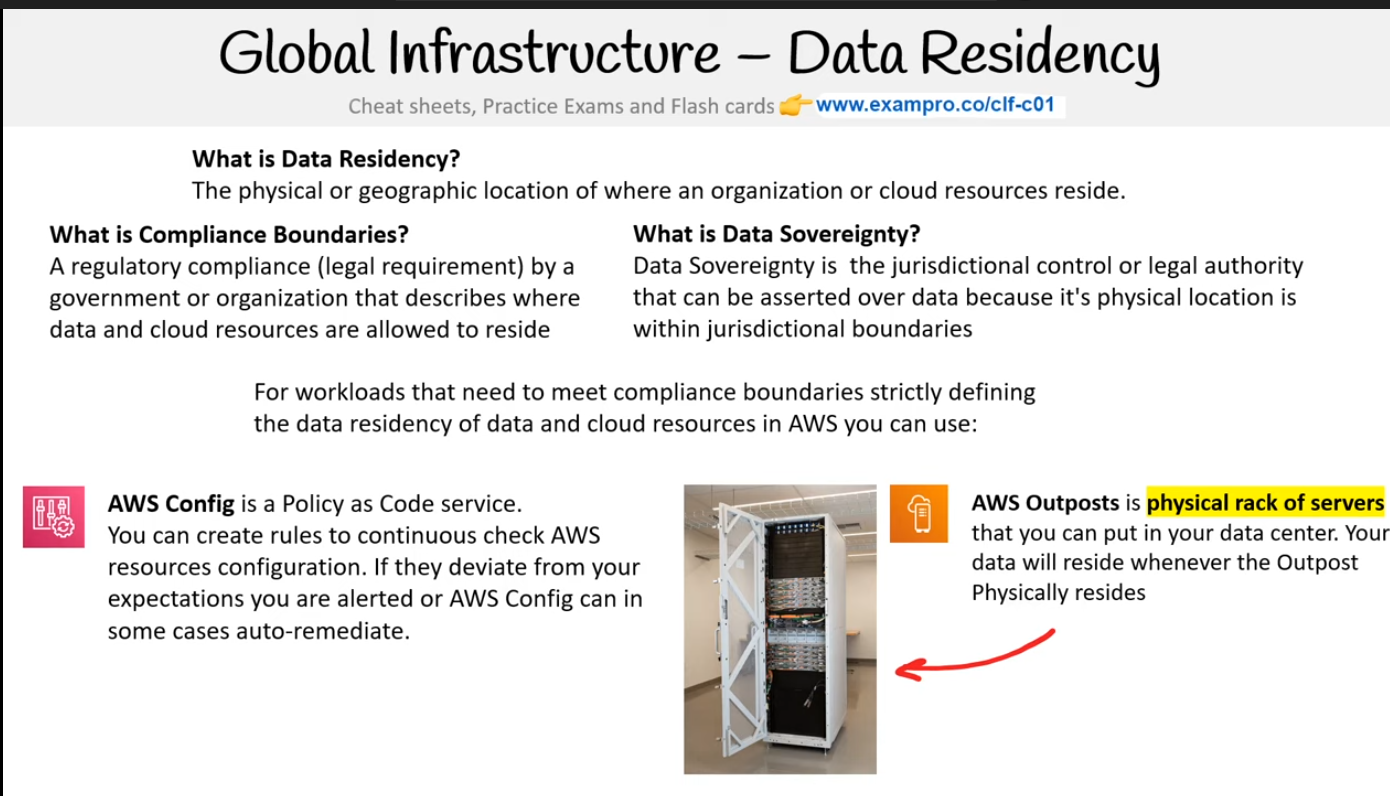 Global Infrastructure – Data Residency
Cheat sheets, Practice Exams and Flash cards 👉 www.exampro.co/clf-c01
What is Data Residency?
The physical or geographic location of where an organization or cloud resources reside.
What is Compliance Boundaries?
A regulatory compliance (legal requirement) by a
government or organization that describes where
data and cloud resources are allowed to reside
What is Data Sovereignty?
Data Sovereignty is  the jurisdictional control or legal authority
that can be asserted over data because it's physical location is
within jurisdictional boundaries
For workloads that need to meet compliance boundaries strictly defining
the data residency of data and cloud resources in AWS you can use:
AWS Config is a Policy as Code service.
You can create rules to continuous check AWS
resources configuration. If they deviate from your
expectations you are alerted or AWS Config can in
some cases auto-remediate.
AWS Outposts is physical rack of servers
that you can put in your data center. Your
data will reside whenever the Outpost
Physically resides